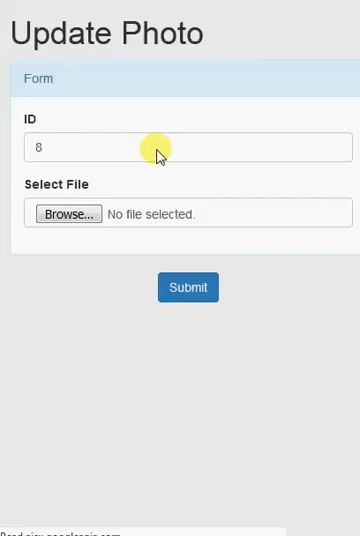 Update Photo
Form
ID
8
Select File
Browse... No file selected.
Submit